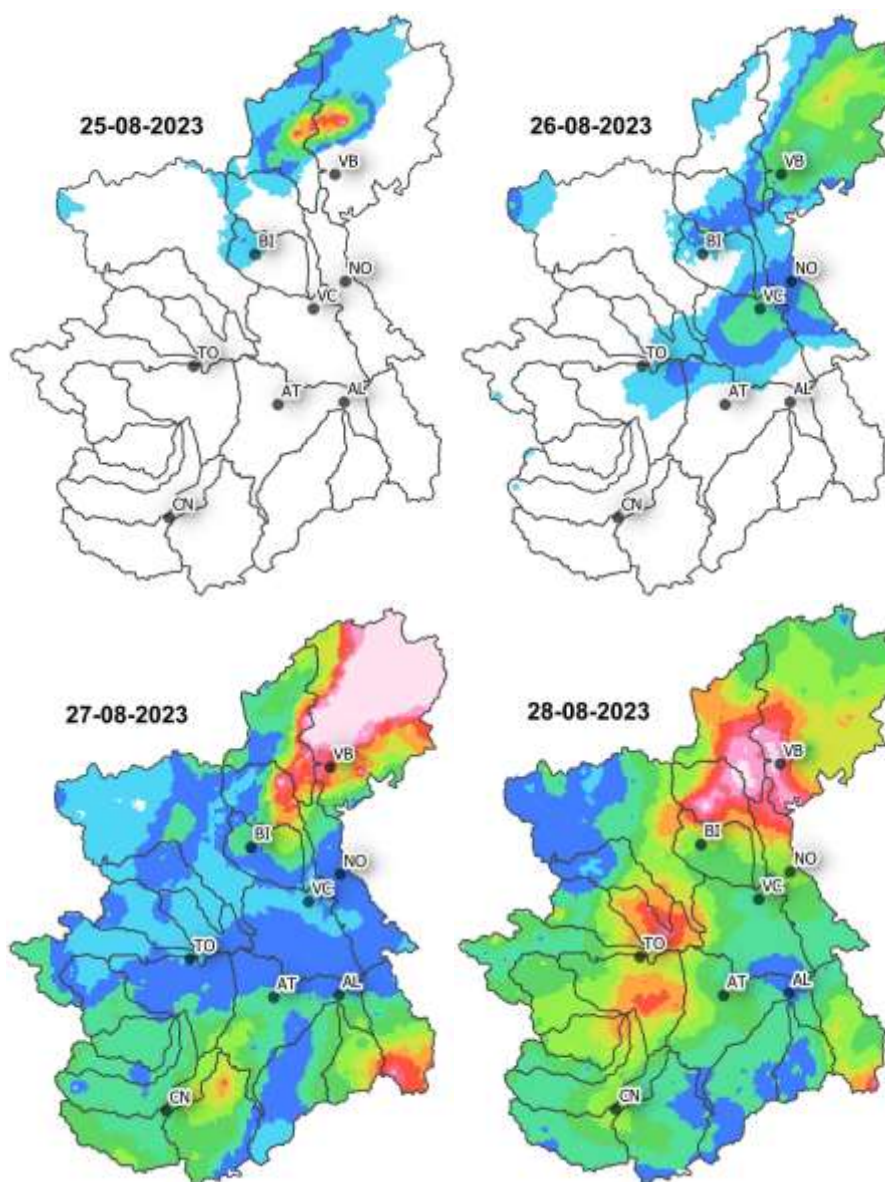 25-08-2023
VB
BI
NO
VC
TO
AT
AL
CN
26-08-2023
VB
BI
NO
VC
TO
AT
AL
CN
27-08-2023
VB
BI
NO
VC
TO
AT
AL
CN
28-08-2023
VB
BI
NO
VC
TO
AT
AL
CN